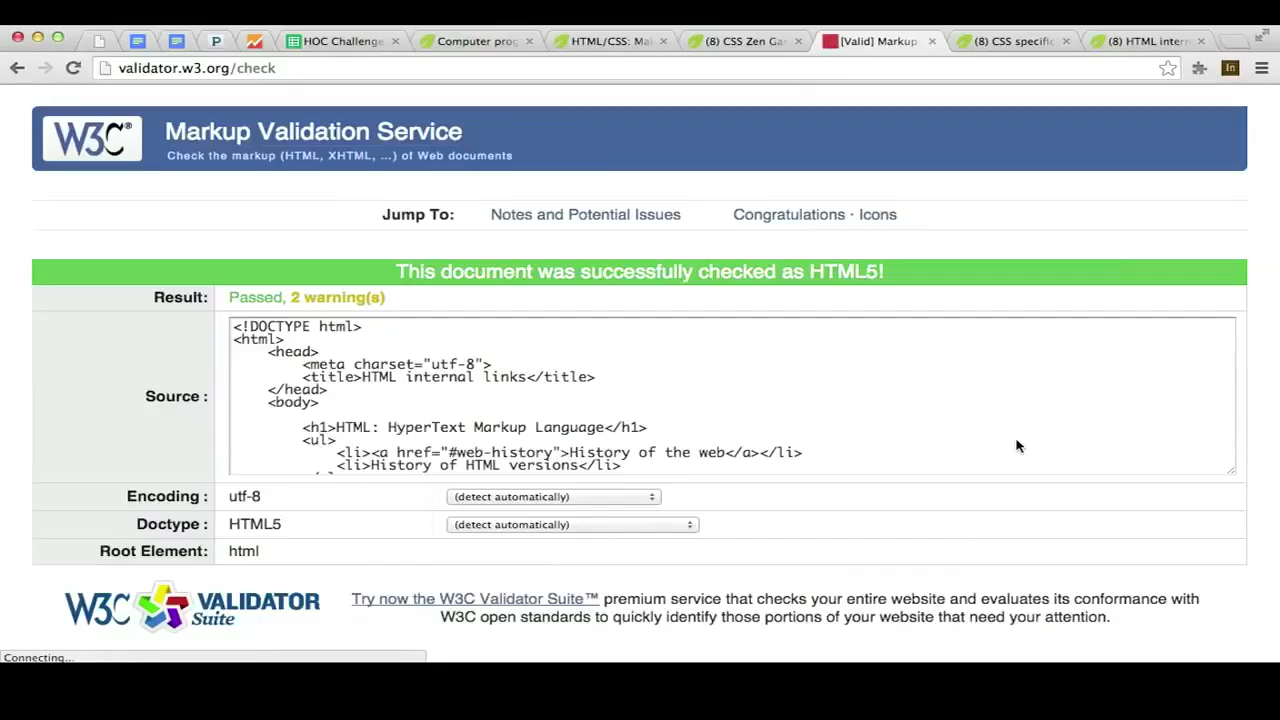 HOC Challenge
Computer pro
HTML/CSS: Ma
(8) CSS Zen Ga
[Valid] Markup
(8) CSS specifi
(8) HTML intern
validator.w3.org/check
In
W3C®
Markup Validation Service
Check the markup (HTML, XHTML, ...) of Web documents
Jump To: Notes and Potential Issues Congratulations · Icons
This document was successfully checked as HTML5!
Result: Passed, 2 warning(s)
Source :
<!DOCTYPE html>
<html>
<head>
<meta charset="utf-8">
<title>HTML internal links</title>
</head>
<body>
<h1>HTML: HyperText Markup Language</h1>
<ul>
<li><a href="#web-history">History of the web</a></li>
<li>History of HTML versions</li>
Encoding : utf-8 (detect automatically)
Doctype : HTML5 (detect automatically)
Root Element: html
W3C VALIDATOR Suite
Try now the W3C Validator Suite™ premium service that checks your entire website and evaluates its conformance with
W3C open standards to quickly identify those portions of your website that need your attention.
Connecting...